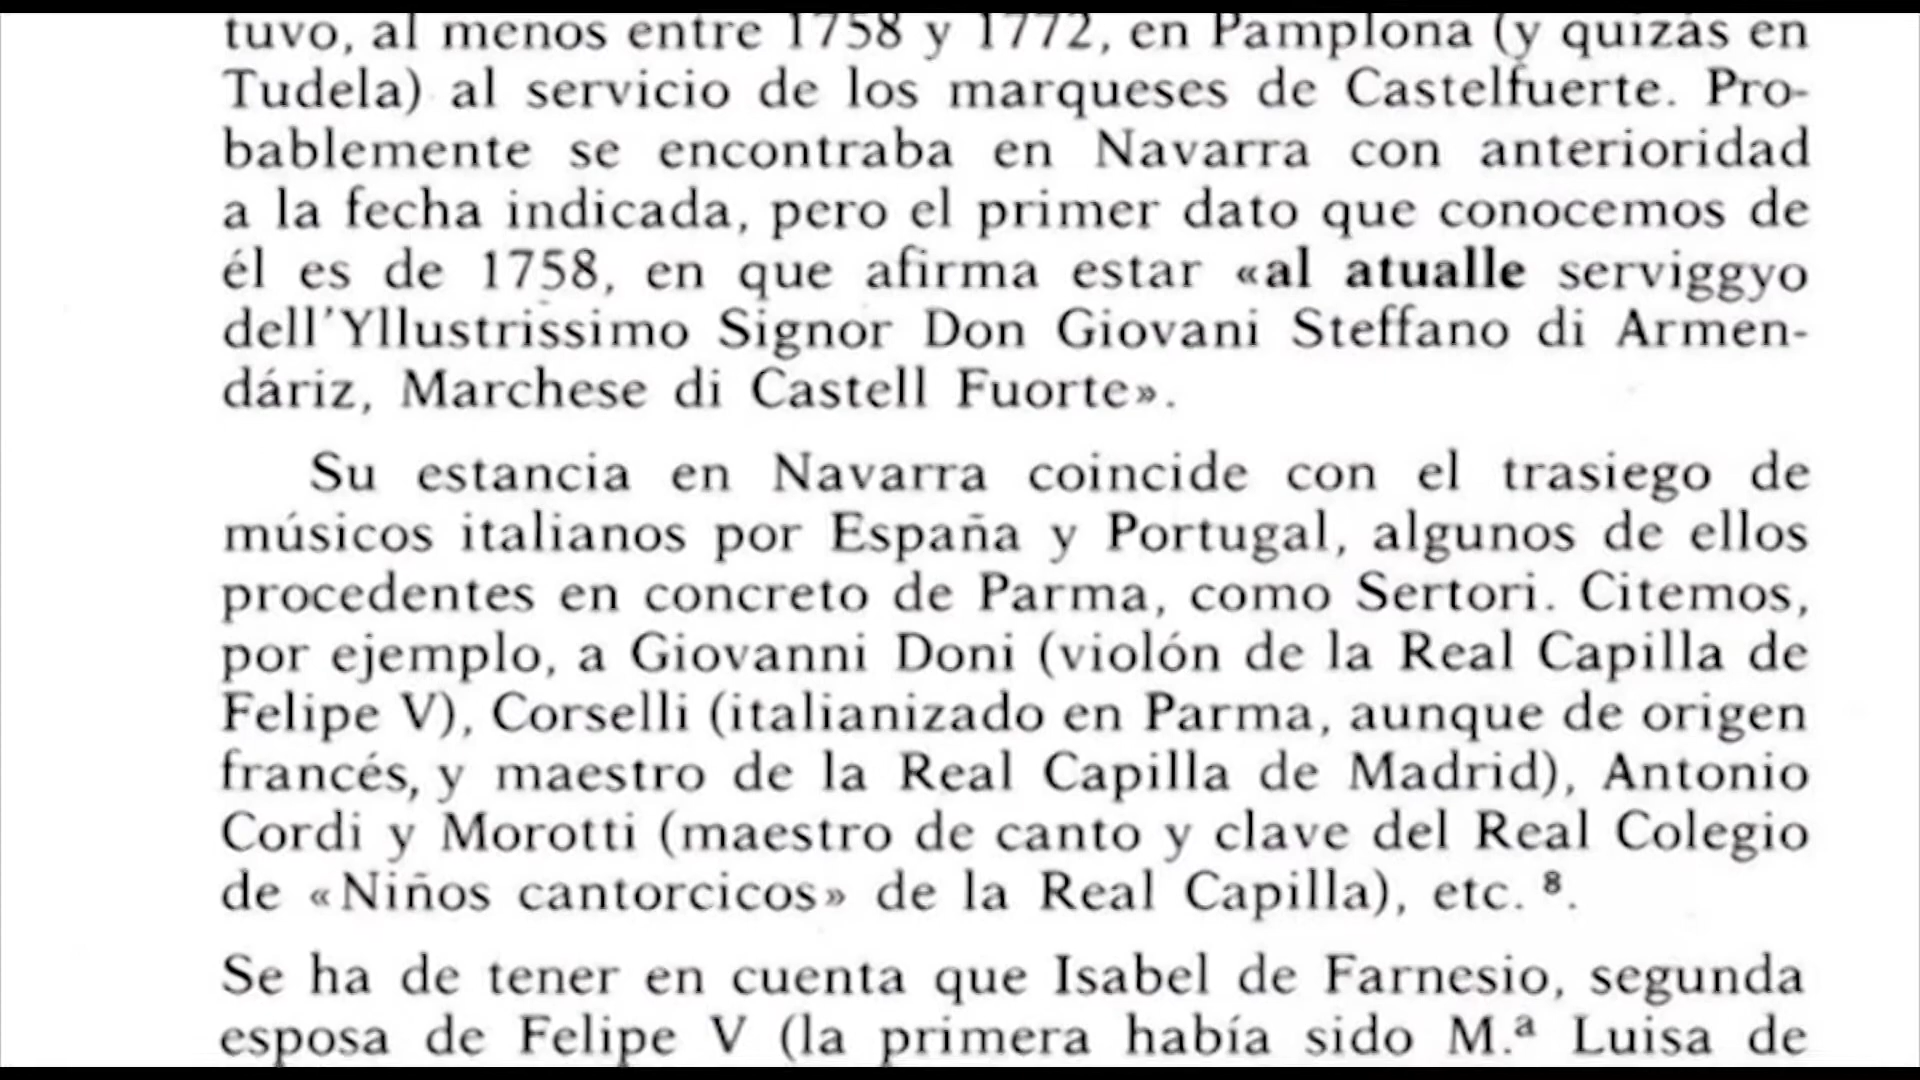 tuvo, al menos entre 1758 y 1772, en Pamplona (y quizás en
Tudela) al servicio de los marqueses de Castelfuerte. Pro-
bablemente se encontraba en Navarra con anterioridad
a la fecha indicada, pero el primer dato que conocemos de
él es de 1758, en que afirma estar «al atualle serviggyo
dell'Yllustrissimo Signor Don Giovani Steffano di Armen-
dáriz, Marchese di Castell Fuorte».
Su estancia en Navarra coincide con el trasiego de
músicos italianos por España y Portugal, algunos de ellos
procedentes en concreto de Parma, como Sertori. Citemos,
por ejemplo, a Giovanni Doni (violón de la Real Capilla de
Felipe V), Corselli (italianizado en Parma, aunque de origen
francés, y maestro de la Real Capilla de Madrid), Antonio
Cordi y Morotti (maestro de canto y clave del Real Colegio
de «Niños cantorcicos» de la Real Capilla), etc. ⁸.
Se ha de tener en cuenta que Isabel de Farnesio, segunda
esposa de Felipe V (la primera había sido M.ª Luisa de